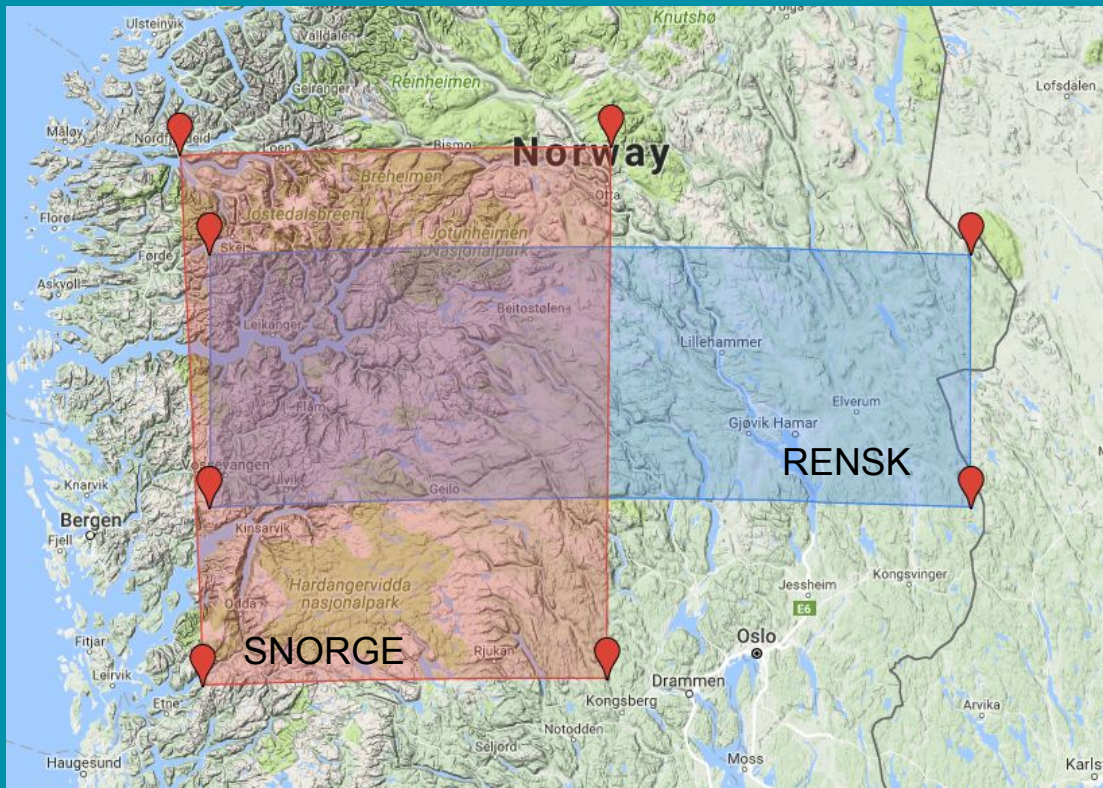 Ulsteinvik
Valldalen
Knutshø
Tolga
Geiranger
Reinheimen
Lofsdalen
Måløy
Nordfjordeid
Loen
Bismo
Norway
Breheimen
Otta
Jostedalsbreen
Florø
Skei
Førde
Jotunheimen
Nasjonalpark
Askvoll
Beitostølen
Leikanger
Lillehammer
Flåm
Elverum
Gjøvik
Hamar
RENSK
Vossevangen
Ulvik
Geilo
Knarvik
Bergen
Fjell
Kinsarvik
Hardangervidda
nasjonalpark
Jessheim
Kongsvinger
E6
Odda
Oslo
Fitjar
SNORGE
Rjukan
Leirvik
Drammen
Etne
Kongsberg
Arvika
Notodden
Seljord
Moss
Haugesund
Karls